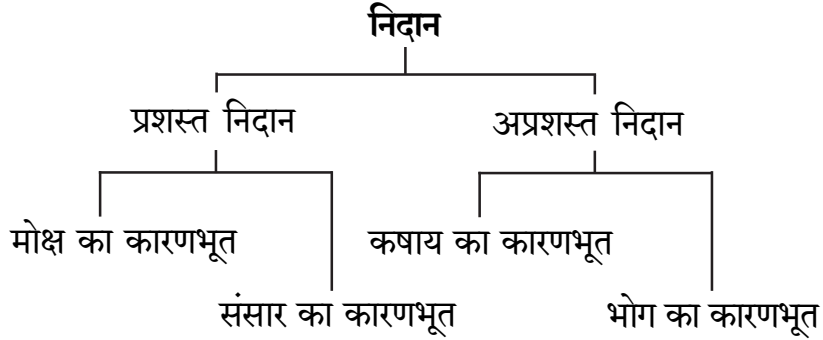 निदान
प्रशस्त निदान
अप्रशस्त निदान
मोक्ष का कारणभूत
कषाय का कारणभूत
संसार का कारणभूत
भोग का कारणभूत